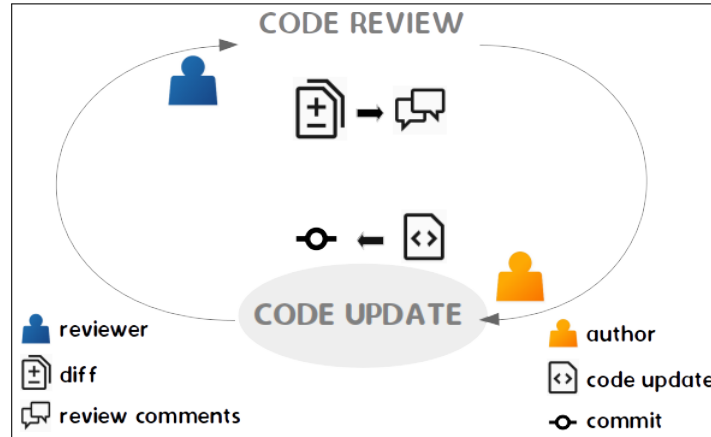 CODE REVIEW
CODE UPDATE
reviewer
diff
review comments
author
code update
commit